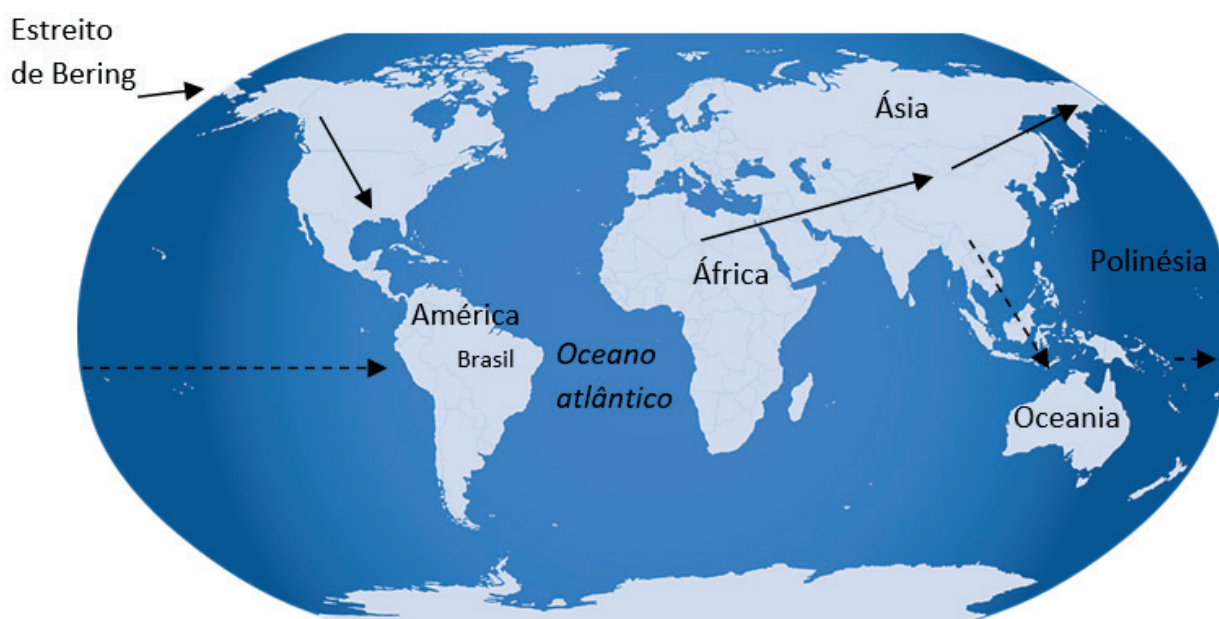 Estreito
de Bering
Ásia
África
Polinésia
América
Brasil
Oceano
atlântico
Oceania